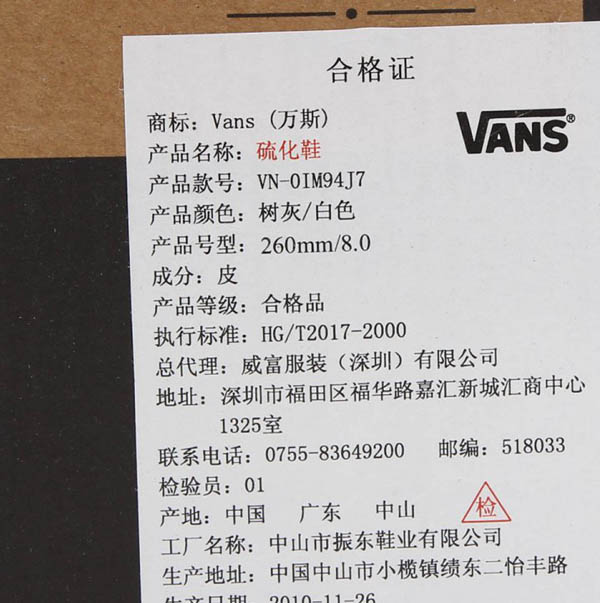 合格证
商标：Vans (万斯)
VANS®
产品名称：硫化鞋
产品款号：VN-0IM94J7
产品颜色：树灰/白色
产品号型：260mm/8.0
成分：皮
产品等级：合格品
执行标准：HG/T2017-2000
总代理：威富服装（深圳）有限公司
地址：深圳市福田区福华路嘉汇新城汇商中心
1325室
联系电话：0755-83649200 邮编：518033
检验员：01
产地：中国 广东 中山 检
工厂名称：中山市振东鞋业有限公司
生产地址：中国中山市小榄镇绩东二怡丰路
生产日期：2010-11-26